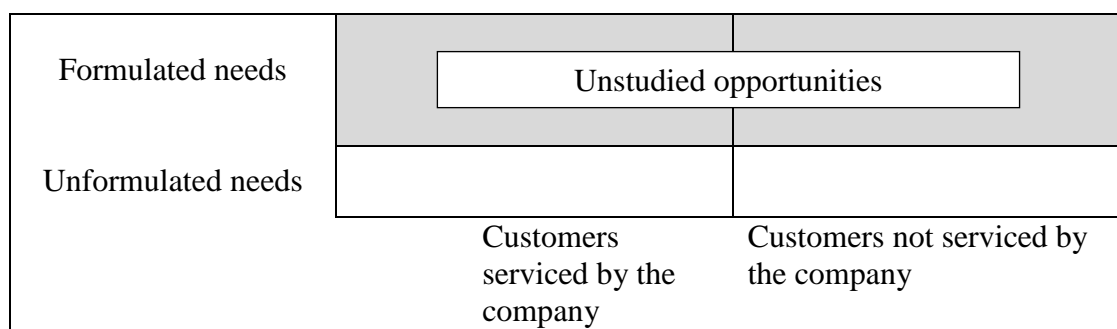 Formulated needs
Unstudied opportunities
Unformulated needs
Customers
serviced by the
company
Customers not serviced by
the company